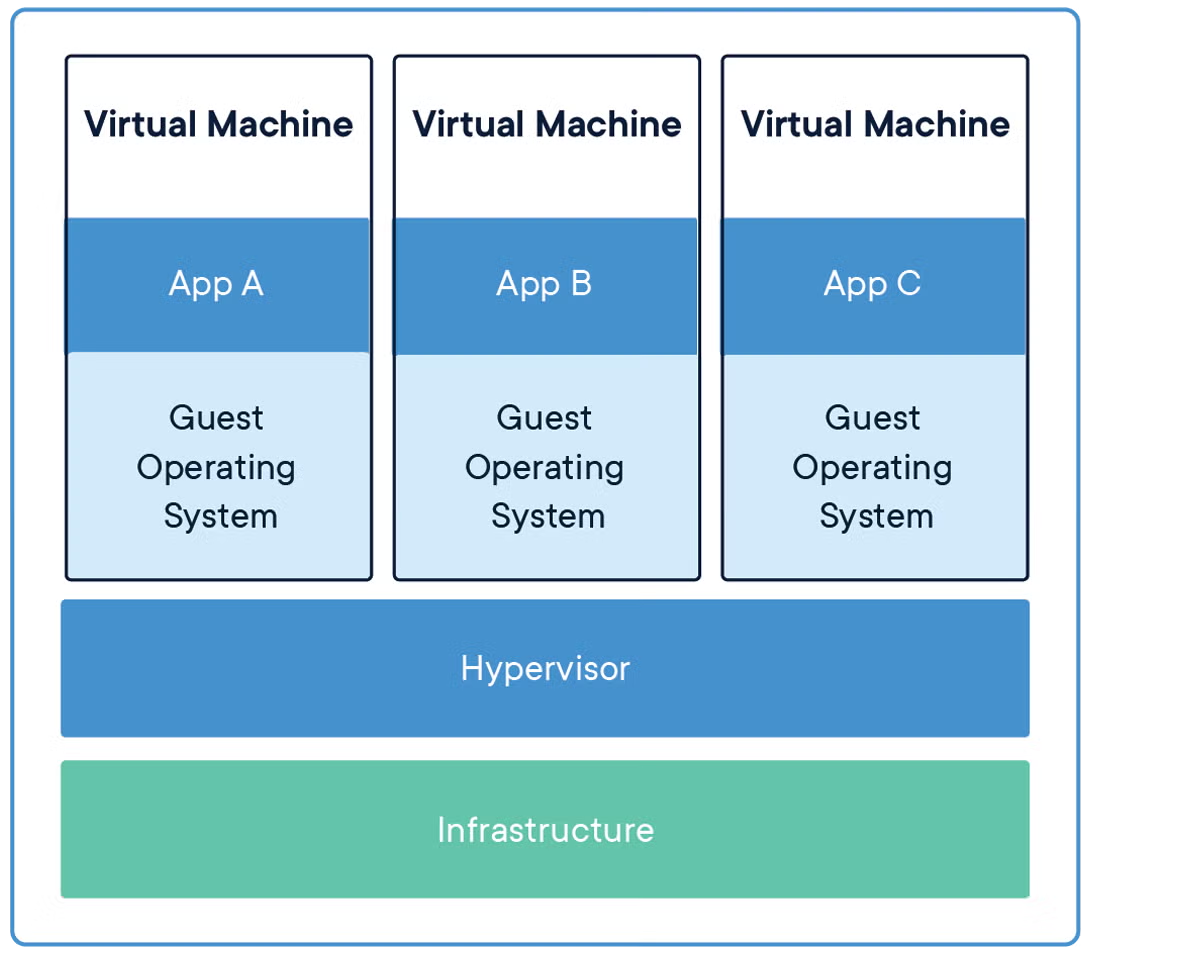 Virtual Machine
App A
Guest
Operating
System
Virtual Machine
App B
Guest
Operating
System
Virtual Machine
App C
Guest
Operating
System
Hypervisor
Infrastructure